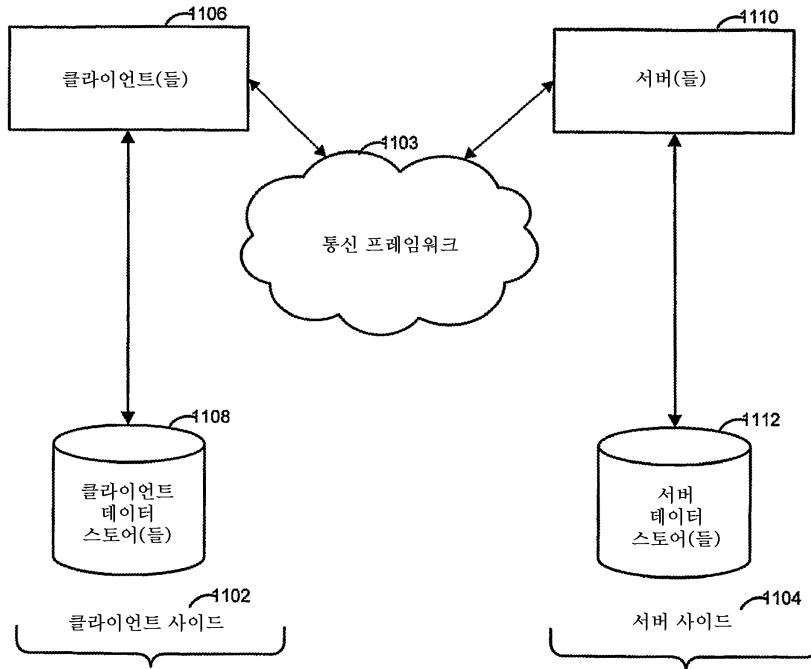 1106
클라이언트(들)
1110
서버(들)
1103
통신 프레임워크
1108
클라이언트
데이터
스토어(들)
1112
서버
데이터
스토어(들)
클라이언트 사이드
1102
서버 사이드
1104